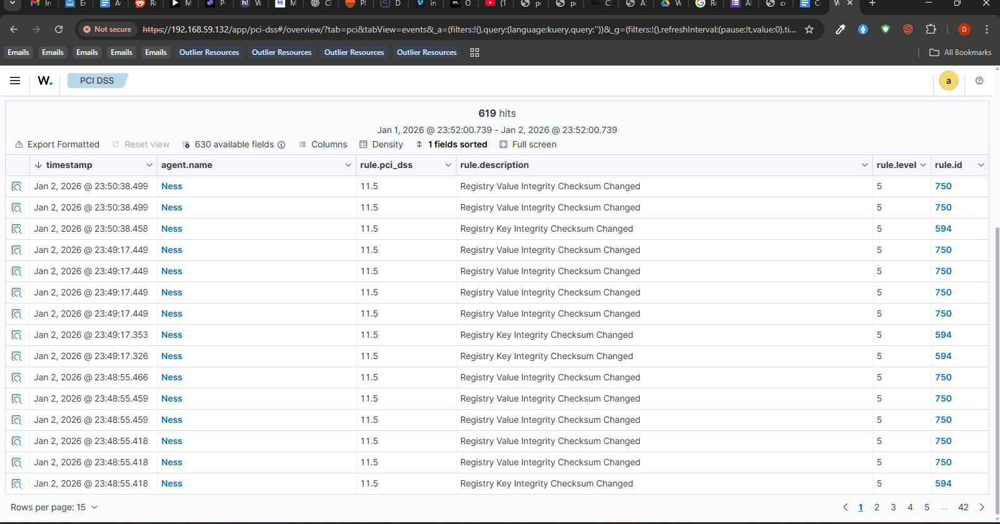 Not secure https://192.168.59.132/app/pci-dss#/overview/?tab=pci&tabView=events&_a=(filters:!(),query:(language:kuery,query:''))&_g=(filters:!(),refreshInterval:(pause:!t,value:0),ti... D
Emails Emails Emails Emails Emails Outlier Resources Outlier Resources Outlier Resources Outlier Resources All Bookmarks
W. PCI DSS a
619 hits
Jan 1, 2026 @ 23:52:00.739 - Jan 2, 2026 @ 23:52:00.739
Export Formatted Reset view 630 available fields Columns Density 1 fields sorted Full screen
timestamp agent.name rule.pci_dss rule.description rule.level rule.id
Jan 2, 2026 @ 23:50:38.499 Ness 11.5 Registry Value Integrity Checksum Changed 5 750
Jan 2, 2026 @ 23:50:38.499 Ness 11.5 Registry Value Integrity Checksum Changed 5 750
Jan 2, 2026 @ 23:50:38.458 Ness 11.5 Registry Key Integrity Checksum Changed 5 594
Jan 2, 2026 @ 23:49:17.449 Ness 11.5 Registry Value Integrity Checksum Changed 5 750
Jan 2, 2026 @ 23:49:17.449 Ness 11.5 Registry Value Integrity Checksum Changed 5 750
Jan 2, 2026 @ 23:49:17.449 Ness 11.5 Registry Value Integrity Checksum Changed 5 750
Jan 2, 2026 @ 23:49:17.449 Ness 11.5 Registry Value Integrity Checksum Changed 5 750
Jan 2, 2026 @ 23:49:17.353 Ness 11.5 Registry Key Integrity Checksum Changed 5 594
Jan 2, 2026 @ 23:49:17.326 Ness 11.5 Registry Key Integrity Checksum Changed 5 594
Jan 2, 2026 @ 23:48:55.466 Ness 11.5 Registry Value Integrity Checksum Changed 5 750
Jan 2, 2026 @ 23:48:55.459 Ness 11.5 Registry Value Integrity Checksum Changed 5 750
Jan 2, 2026 @ 23:48:55.459 Ness 11.5 Registry Value Integrity Checksum Changed 5 750
Jan 2, 2026 @ 23:48:55.418 Ness 11.5 Registry Value Integrity Checksum Changed 5 750
Jan 2, 2026 @ 23:48:55.418 Ness 11.5 Registry Value Integrity Checksum Changed 5 750
Jan 2, 2026 @ 23:48:55.418 Ness 11.5 Registry Key Integrity Checksum Changed 5 594
Rows per page: 15 1 2 3 4 5 ... 42